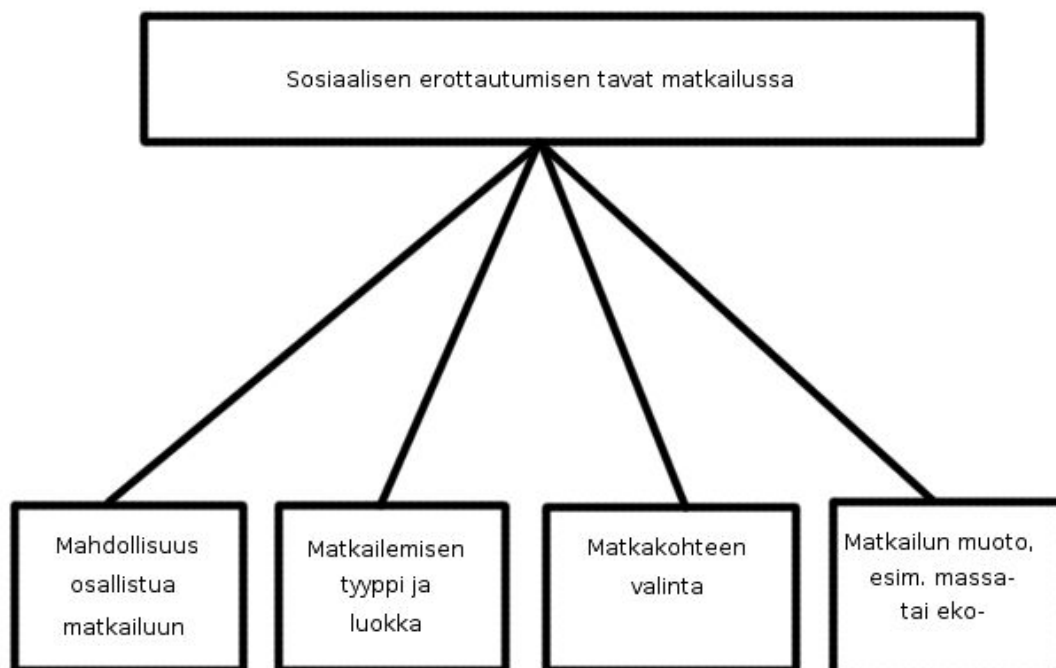 Sosiaalisen erottautumisen tavat matkailussa
Mahdollisuus
osallistua
matkailuun
Matkailemisen
tyyppi ja
luokka
Matkakohteen
valinta
Matkailun muoto,
esim. massa-
tai eko-